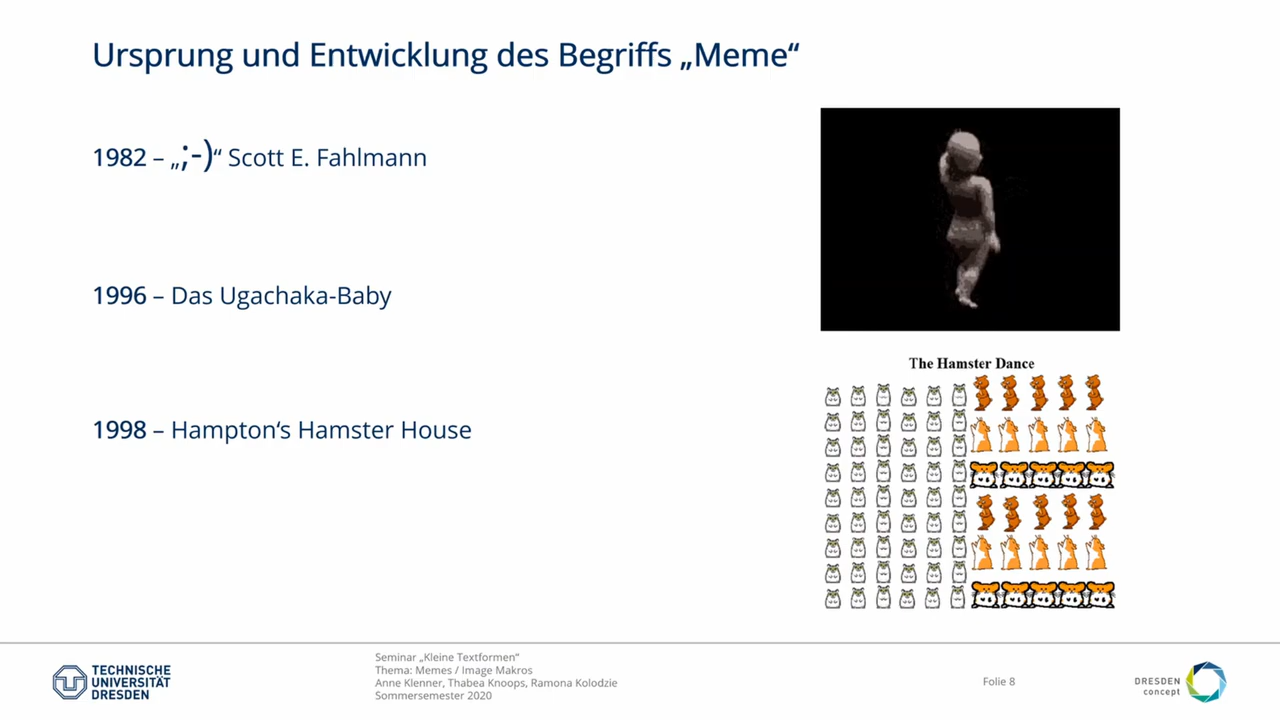 Ursprung und Entwicklung des Begriffs „Meme“
1982 – „;-)“ Scott E. Fahlmann
1996 – Das Ugachaka-Baby
The Hamster Dance
1998 – Hampton‘s Hamster House
TECHNISCHE
UNIVERSITÄT
DRESDEN
Seminar „Kleine Textformen“
Thema: Memes / Image Makros
Anne Klenner, Thabea Knoops, Ramona Kolodzie
Sommersemester 2020
Folie 8
DRESDEN
concept